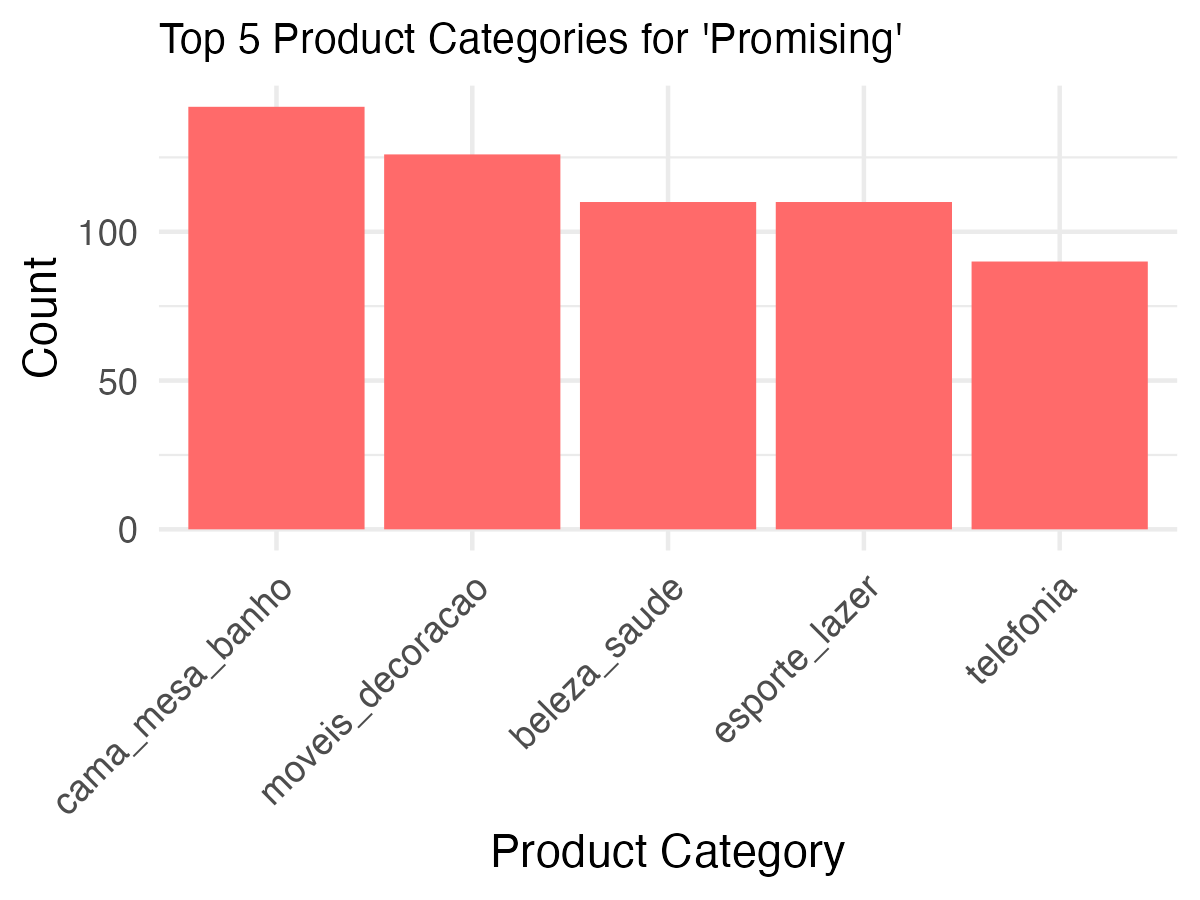 Top 5 Product Categories for 'Promising'
Count
100
50
0
cama_mesa_banho
moveis_decoracao
beleza_saude
esporte_lazer
telefonia
Product Category